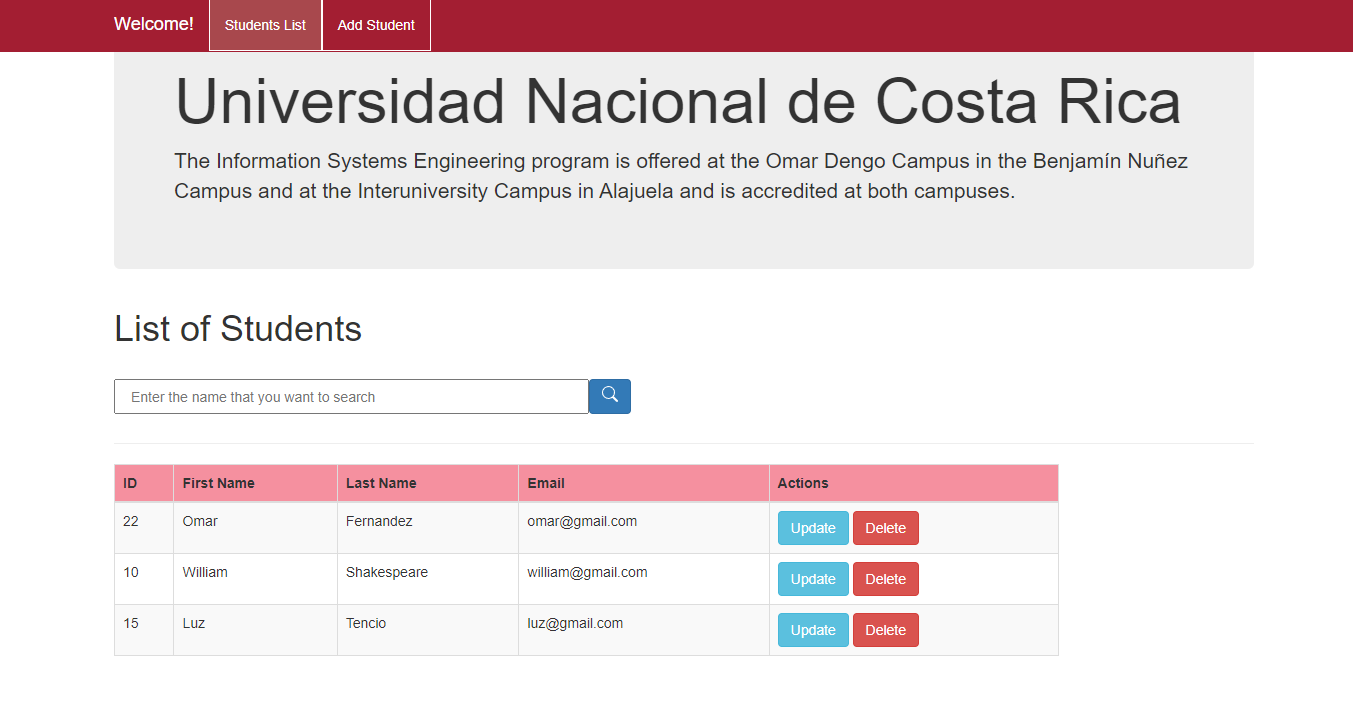 Welcome! Students List Add Student
Universidad Nacional de Costa Rica
The Information Systems Engineering program is offered at the Omar Dengo Campus in the Benjamín Nuñez
Campus and at the Interuniversity Campus in Alajuela and is accredited at both campuses.
List of Students
Enter the name that you want to search
ID First Name Last Name Email Actions
22 Omar Fernandez omar@gmail.com Update Delete
10 William Shakespeare william@gmail.com Update Delete
15 Luz Tencio luz@gmail.com Update Delete